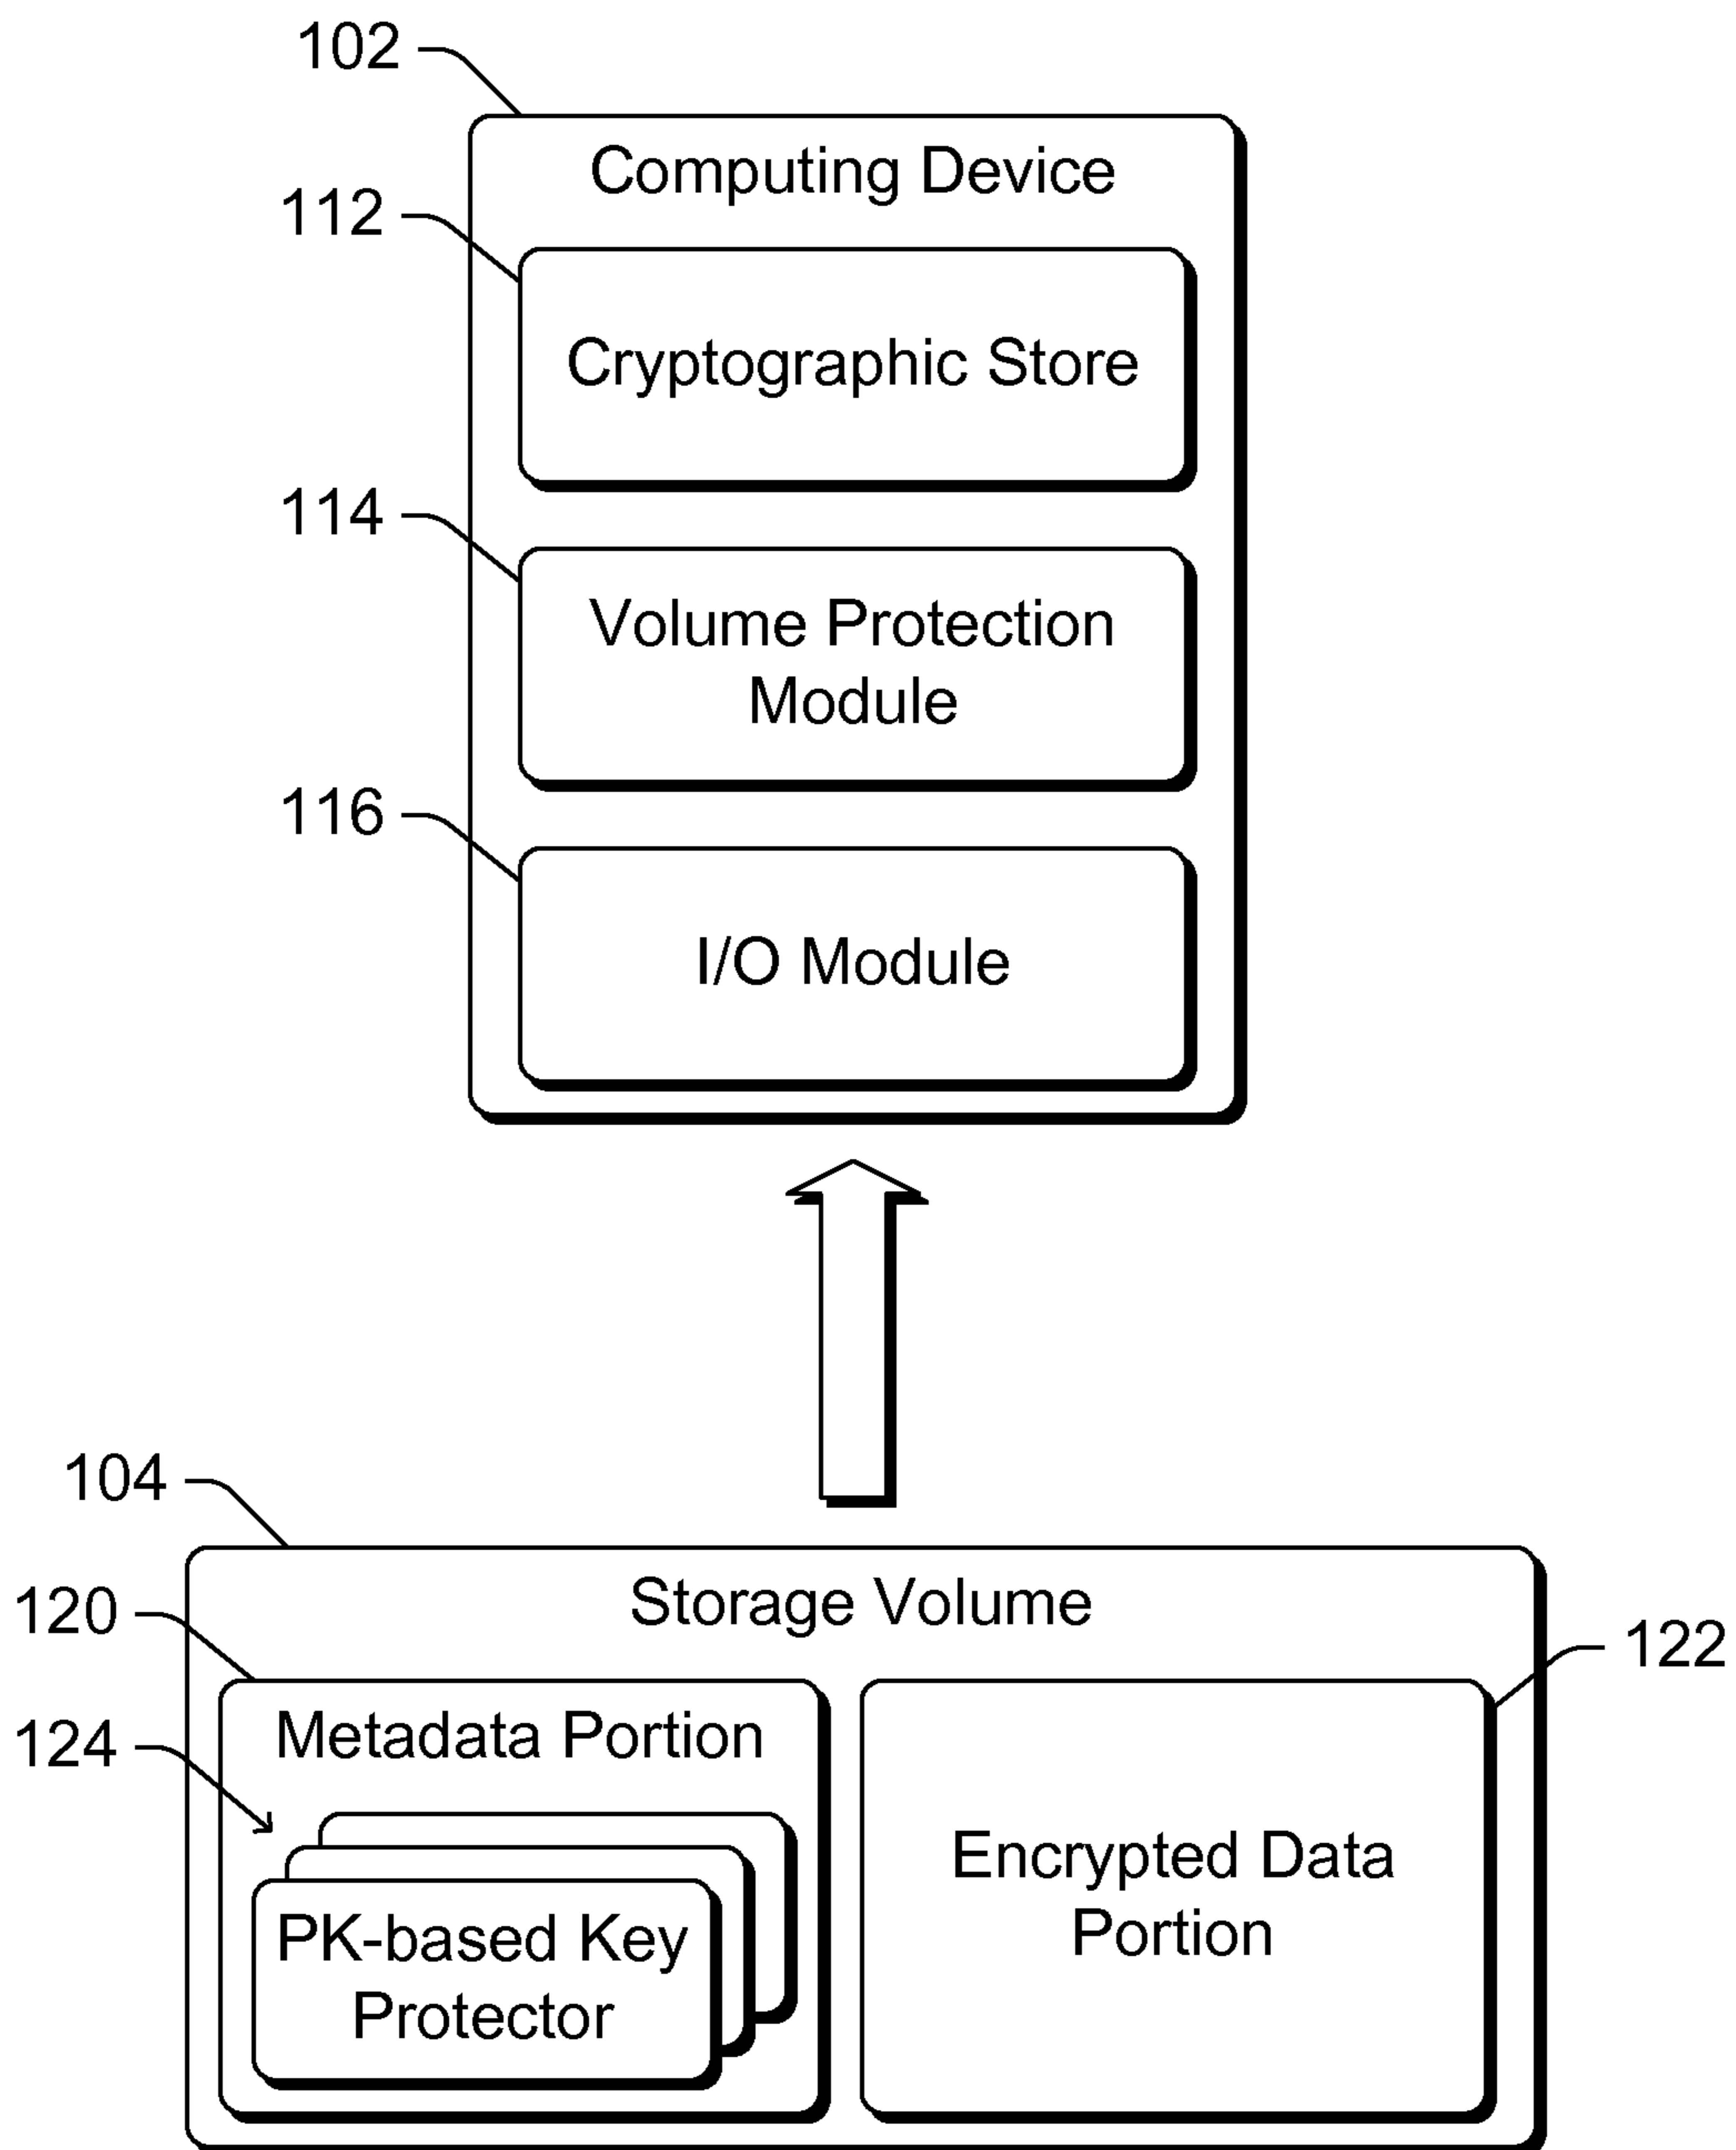 102
Computing Device
112
Cryptographic Store
114
Volume Protection
Module
116
I/O Module
104
Storage Volume
120
122
Metadata Portion
124
Encrypted Data
Portion
PK-based Key
Protector